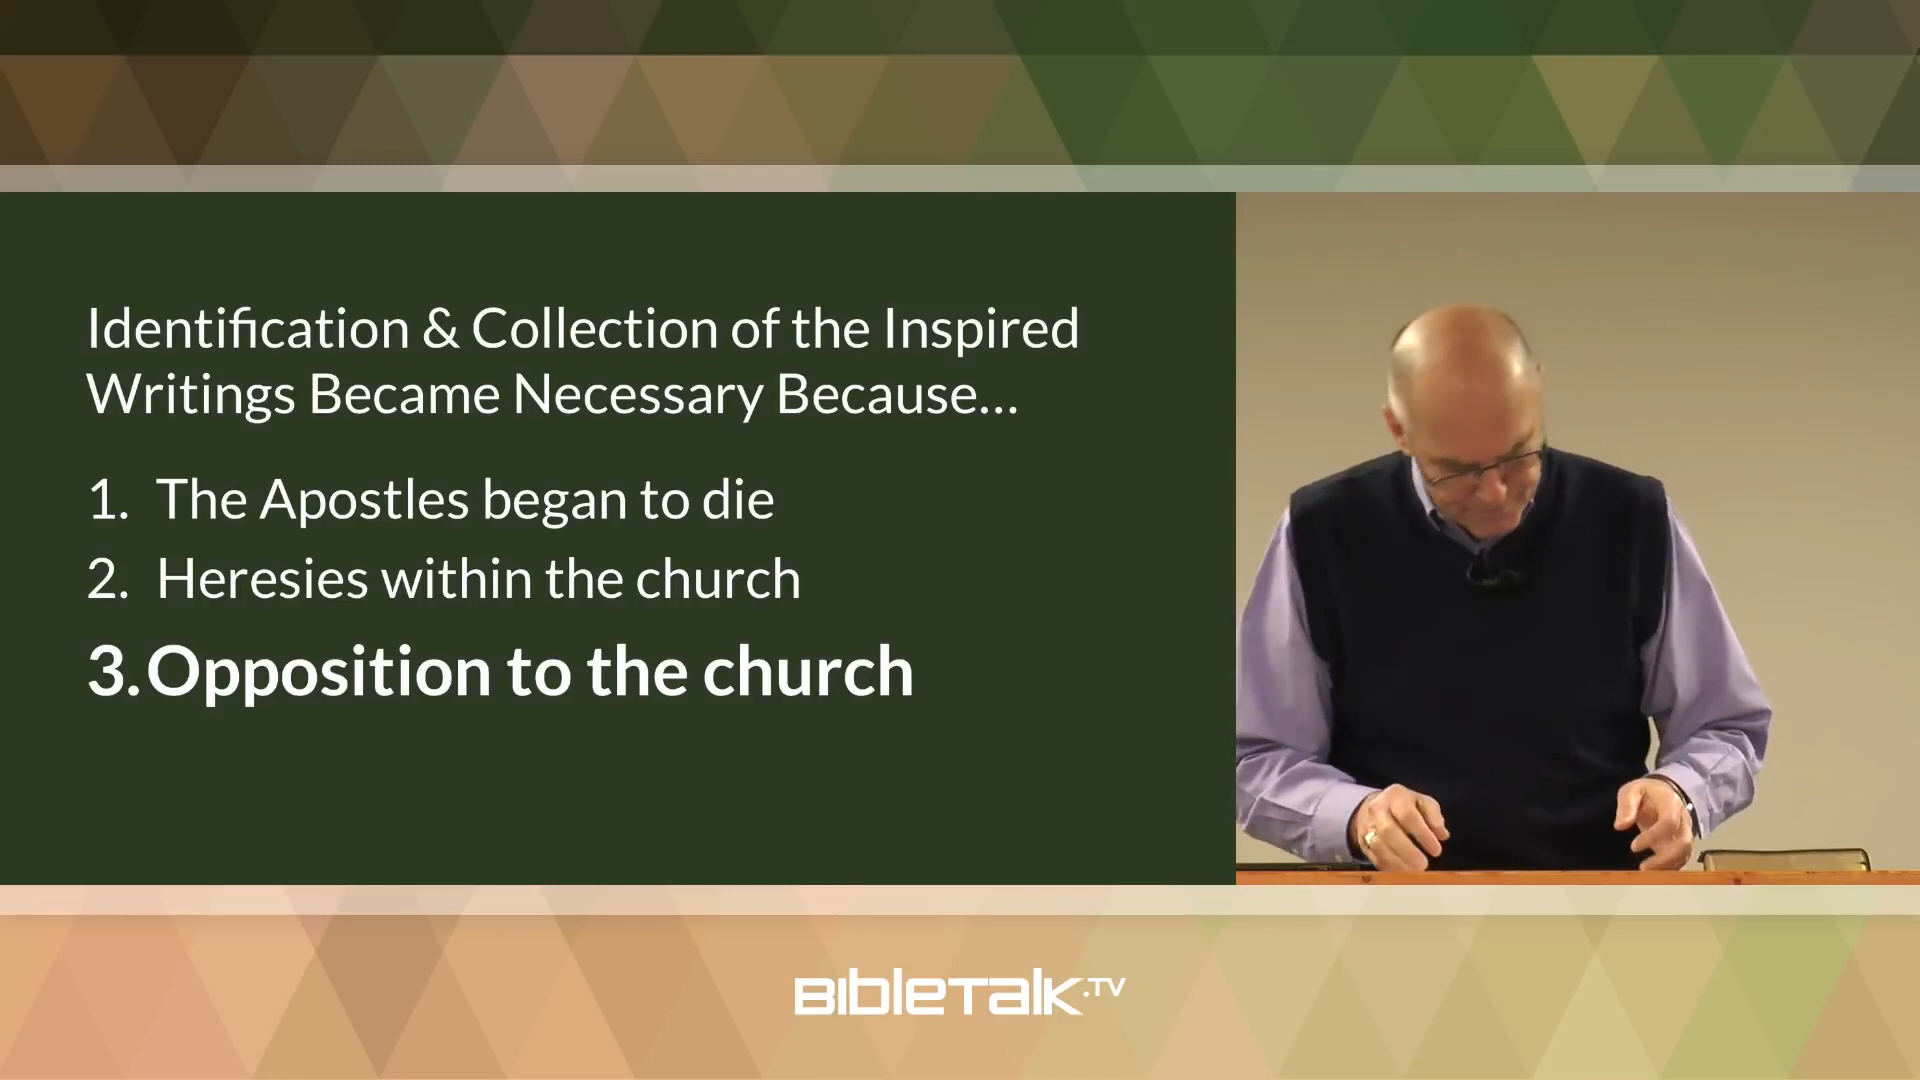 Identification & Collection of the Inspired
Writings Became Necessary Because...
1. The Apostles began to die
2. Heresies within the church
3. Opposition to the church
BibleTalk.TV